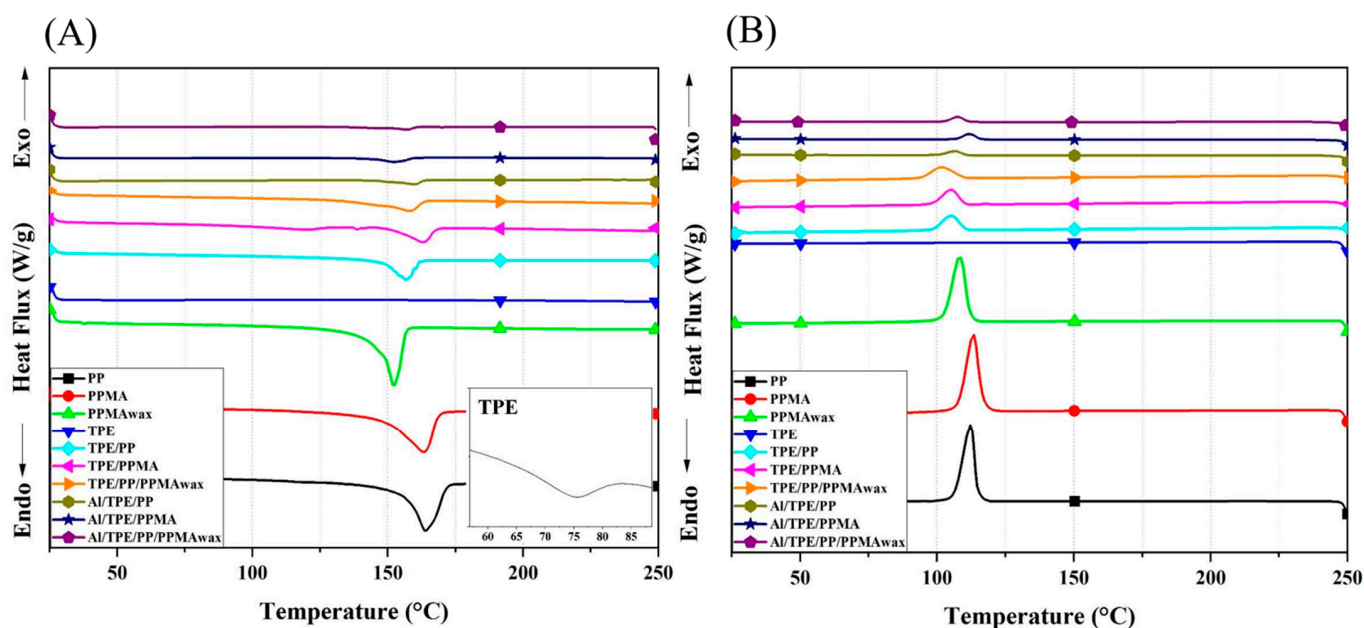 (A)
Exo
Heat Flux (W/g)
Endo
PP
PPMA
PPMAwax
TPE
TPE/PP
TPE/PPMA
TPE/PP/PPMAwax
Al/TPE/PP
Al/TPE/PPMA
Al/TPE/PP/PPMAwax
TPE
60 65 70 75 80 85
50 100 150 200 250
Temperature (°C)
(B)
Exo
Heat Flux (W/g)
Endo
PP
PPMA
PPMAwax
TPE
TPE/PP
TPE/PPMA
TPE/PP/PPMAwax
Al/TPE/PP
Al/TPE/PPMA
Al/TPE/PP/PPMAwax
50 100 150 200 250
Temperature (°C)